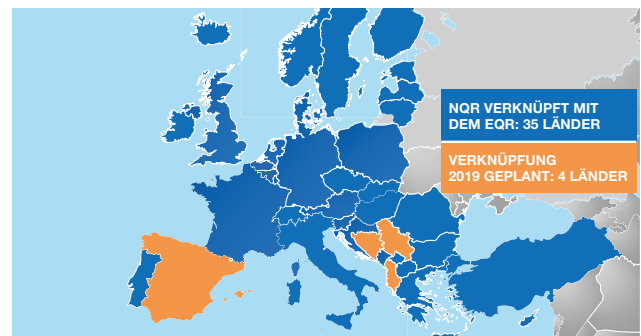 NQR VERKNÜPFT MIT
DEM EQR: 35 LÄNDER
VERKNÜPFUNG
2019 GEPLANT: 4 LÄNDER